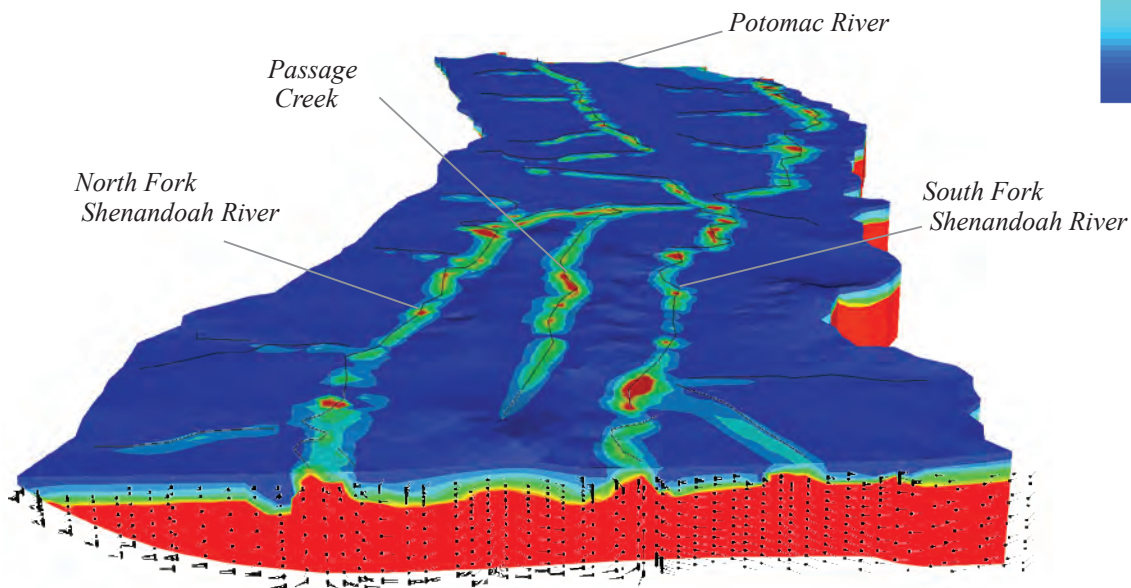 Potomac River
Passage
Creek
North Fork
Shenandoah River
South Fork
Shenandoah River